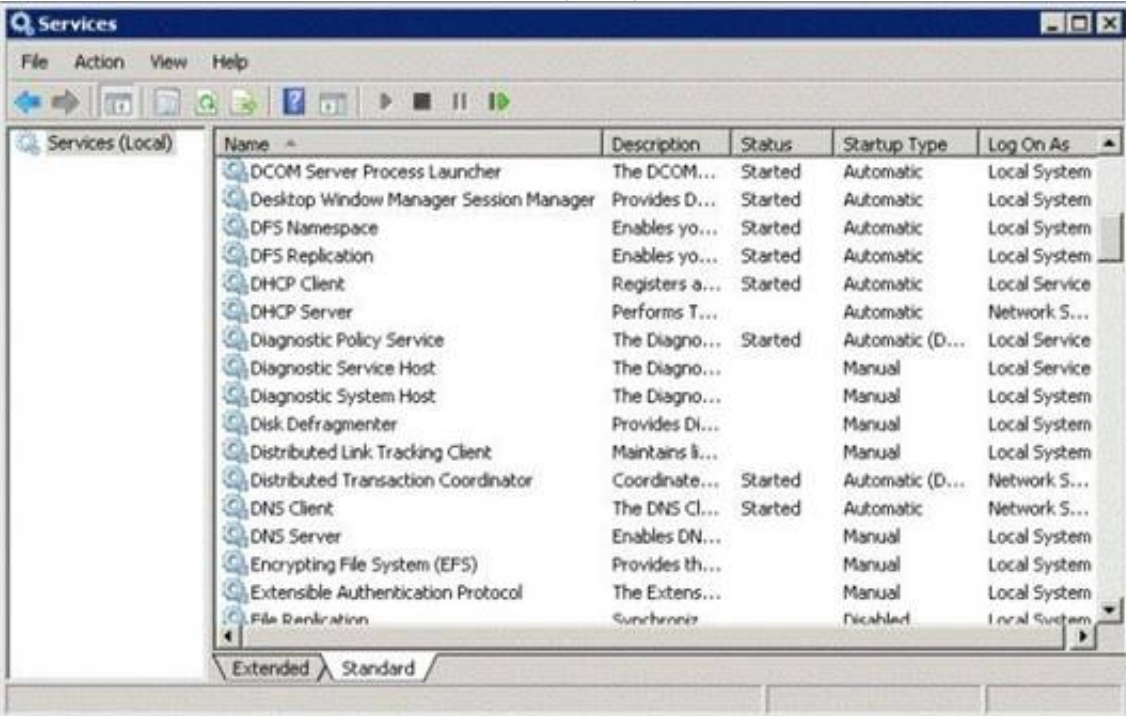 Services
File Action View Help
Services (Local)
Name Description Status Startup Type Log On As
DCOM Server Process Launcher The DCOM... Started Automatic Local System
Desktop Window Manager Session Manager Provides D... Started Automatic Local System
DFS Namespace Enables yo... Started Automatic Local System
DFS Replication Enables yo... Started Automatic Local System
DHCP Client Registers a... Started Automatic Local Service
DHCP Server Performs T... Automatic Network S...
Diagnostic Policy Service The Diagno... Started Automatic (D... Local Service
Diagnostic Service Host The Diagno... Manual Local Service
Diagnostic System Host The Diagno... Manual Local System
Disk Defragmenter Provides Di... Manual Local System
Distributed Link Tracking Client Maintains li... Manual Local System
Distributed Transaction Coordinator Coordinate... Started Automatic (D... Network S...
DNS Client The DNS Cl... Started Automatic Network S...
DNS Server Enables DN... Manual Local System
Encrypting File System (EFS) Provides th... Manual Local System
Extensible Authentication Protocol The Extens... Manual Local System
File Replication Synchroniz Disabled Local System
Extended Standard